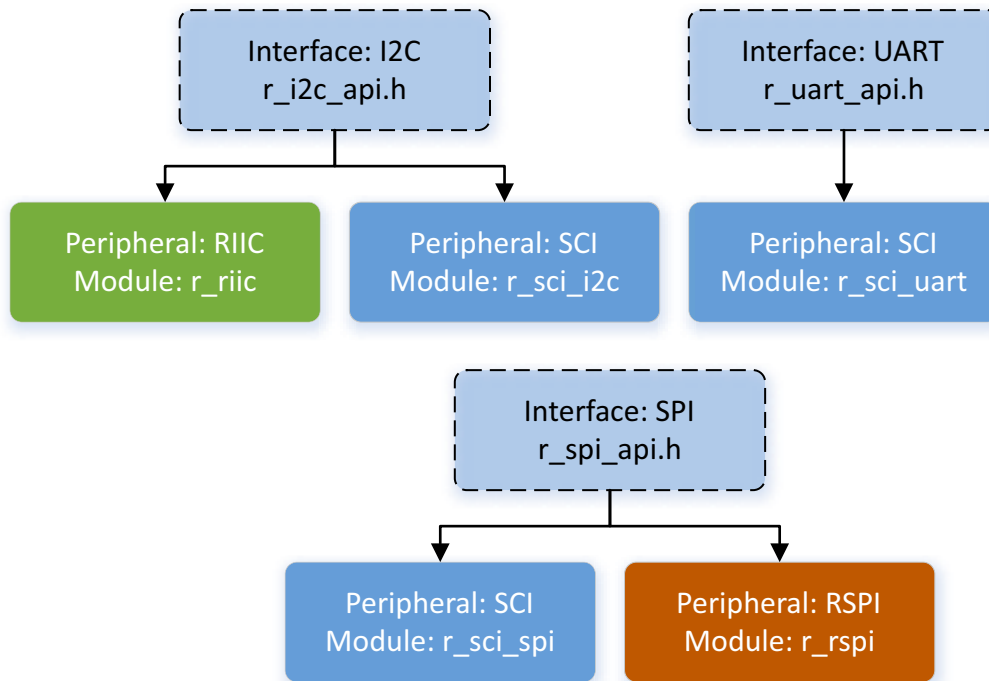 Interface: I2C
r_i2c_api.h
Interface: UART
r_uart_api.h
Peripheral: RIIC
Module: r_riic
Peripheral: SCI
Module: r_sci_i2c
Peripheral: SCI
Module: r_sci_uart
Interface: SPI
r_spi_api.h
Peripheral: SCI
Module: r_sci_spi
Peripheral: RSPI
Module: r_rspi